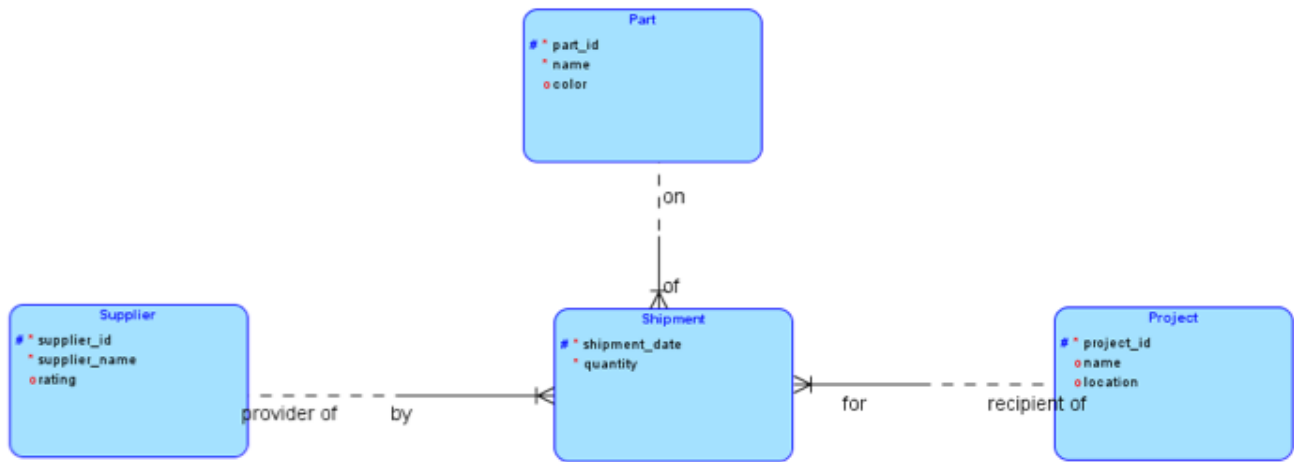 Part
# * part_id
* name
o color
on
of
Supplier
# * supplier_id
* supplier_name
o rating
provider of
by
Shipment
# * shipment_date
* quantity
for
recipient of
Project
# * project_id
o name
o location